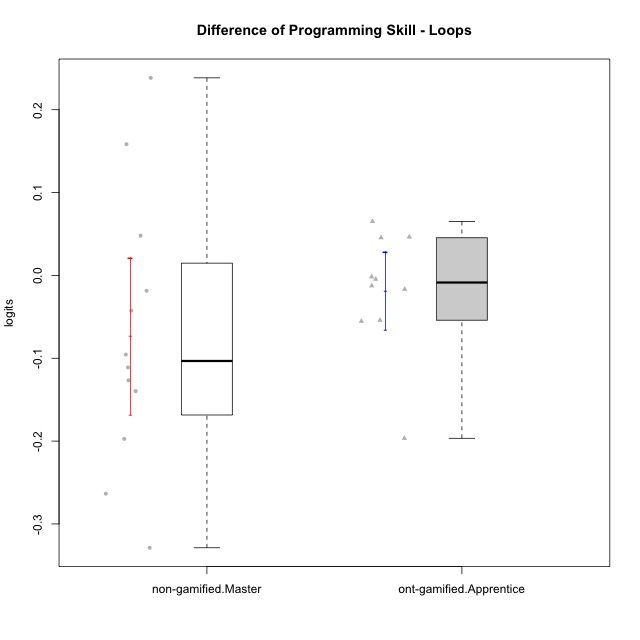 Difference of Programming Skill - Loops
logits
0.2
0.1
0.0
-0.1
-0.2
-0.3
non-gamified.Master
ont-gamified.Apprentice